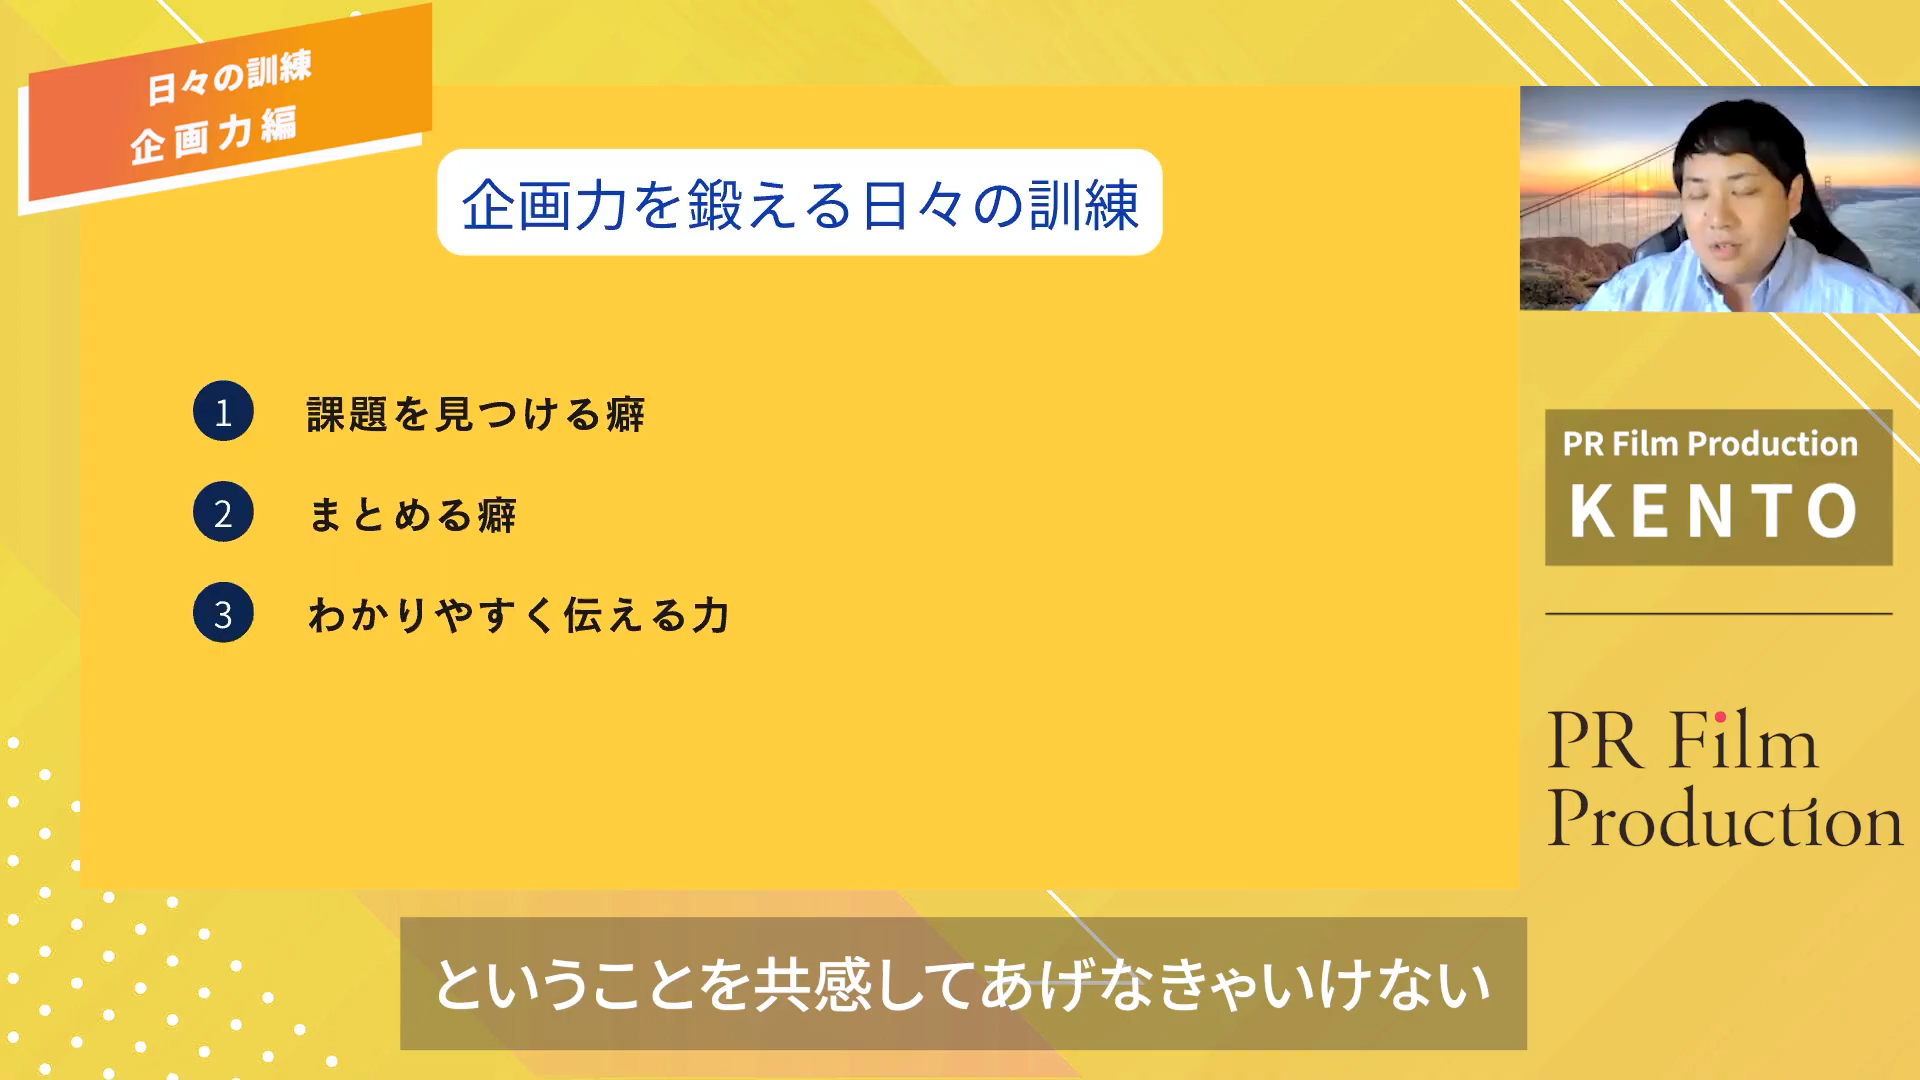 日々の訓練
企画力編
企画力を鍛える日々の訓練
1 課題を見つける癖
2 まとめる癖
3 わかりやすく伝える力
PR Film Production
KENTO
PR Film
Production
ということを共感してあげなきゃいけない